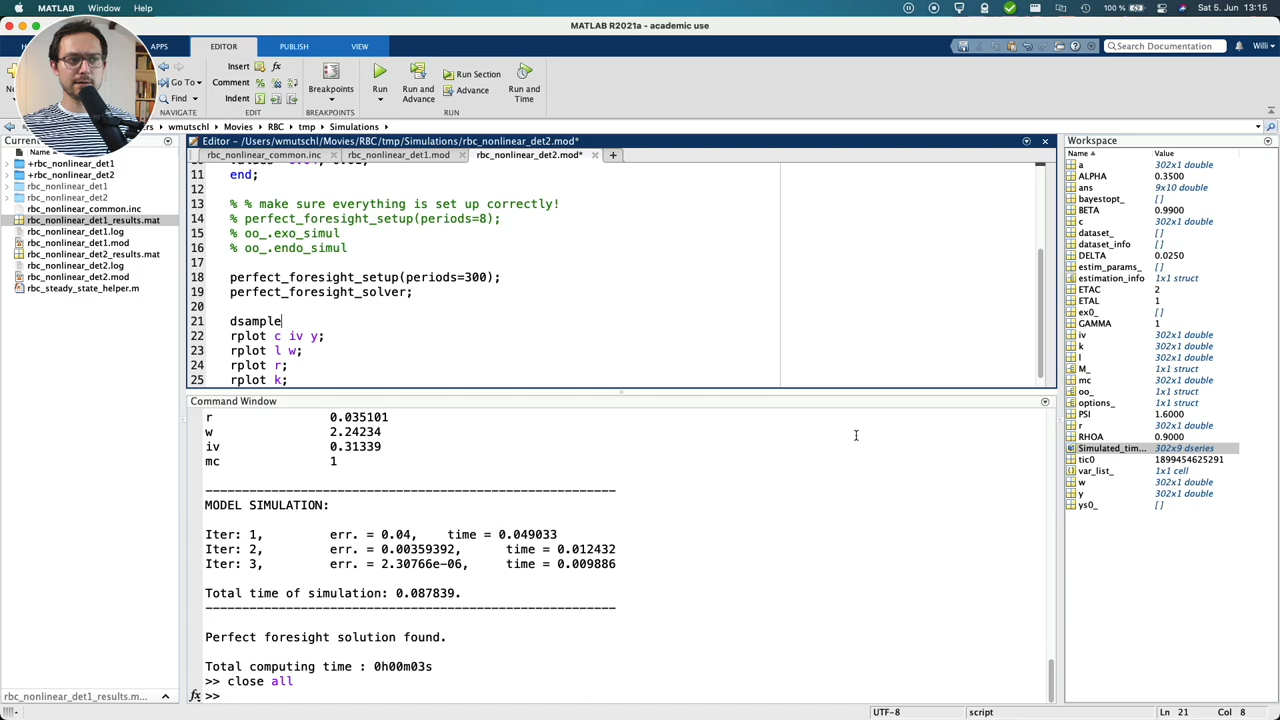 MATLAB Window Help
Sat 5. Jun 13:15
MATLAB R2021a - academic use
APPS EDITOR PUBLISH VIEW
Search Documentation
Willi
Insert fx
Comment
Indent
Go To
Find
Breakpoints
Run
Run and
Advance
Run Section
Advance
Run and
Time
NAVIGATE EDIT BREAKPOINTS RUN
wmutschl Movies RBC tmp Simulations
Editor - /Users/wmutschl/Movies/RBC/tmp/Simulations/rbc_nonlinear_det2.mod*
rbc_nonlinear_common.inc rbc_nonlinear_det1.mod rbc_nonlinear_det2.mod*
Name
+rbc_nonlinear_det1
+rbc_nonlinear_det2
rbc_nonlinear_det1
rbc_nonlinear_det2
rbc_nonlinear_common.inc
rbc_nonlinear_det1_results.mat
rbc_nonlinear_det1.log
rbc_nonlinear_det1.mod
rbc_nonlinear_det2_results.mat
rbc_nonlinear_det2.log
rbc_nonlinear_det2.mod
rbc_steady_state_helper.m
rbc_nonlinear_det1_results.m...
11 end;
12
13 % % make sure everything is set up correctly!
14 % perfect_foresight_setup(periods=8);
15 % oo_.exo_simul
16 % oo_.endo_simul
17
18 perfect_foresight_setup(periods=300);
19 perfect_foresight_solver;
20
21 dsample
22 rplot c iv y;
23 rplot l w;
24 rplot r;
25 rplot k;
Command Window
r 0.035101
w 2.24234
iv 0.31339
mc 1
--------------------------------------------------------
MODEL SIMULATION:
Iter: 1, err. = 0.04, time = 0.049033
Iter: 2, err. = 0.00359392, time = 0.012432
Iter: 3, err. = 2.30766e-06, time = 0.009886
Total time of simulation: 0.087839.
--------------------------------------------------------
Perfect foresight solution found.
Total computing time : 0h00m03s
>> close all
fx >>
Workspace
Name Value
a 302x1 double
ALPHA 0.3500
ans 9x10 double
bayestopt_ []
BETA 0.9900
c 302x1 double
dataset_ []
dataset_info []
DELTA 0.0250
estim_params_ []
estimation_info 1x1 struct
ETAC 2
ETAL 1
ex0_ []
GAMMA 1
iv 302x1 double
k 302x1 double
l 302x1 double
M_ 1x1 struct
mc 302x1 double
oo_ 1x1 struct
options_ 1x1 struct
PSI 1.6000
r 302x1 double
RHOA 0.9000
Simulated_tim... 302x9 dseries
tic0 1899454625291
var_list_ 1x1 cell
w 302x1 double
y 302x1 double
ys0_ []
UTF-8 script Ln 21 Col 8